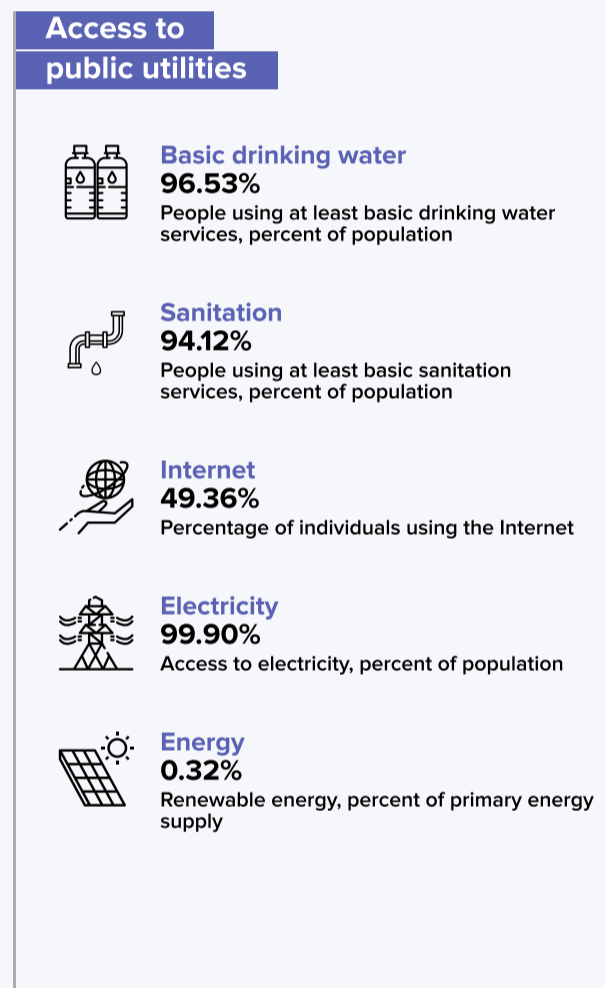 Access to
public utilities
Basic drinking water
96.53%
People using at least basic drinking water
services, percent of population
Sanitation
94.12%
People using at least basic sanitation
services, percent of population
Internet
49.36%
Percentage of individuals using the Internet
Electricity
99.90%
Access to electricity, percent of population
Energy
0.32%
Renewable energy, percent of primary energy
supply